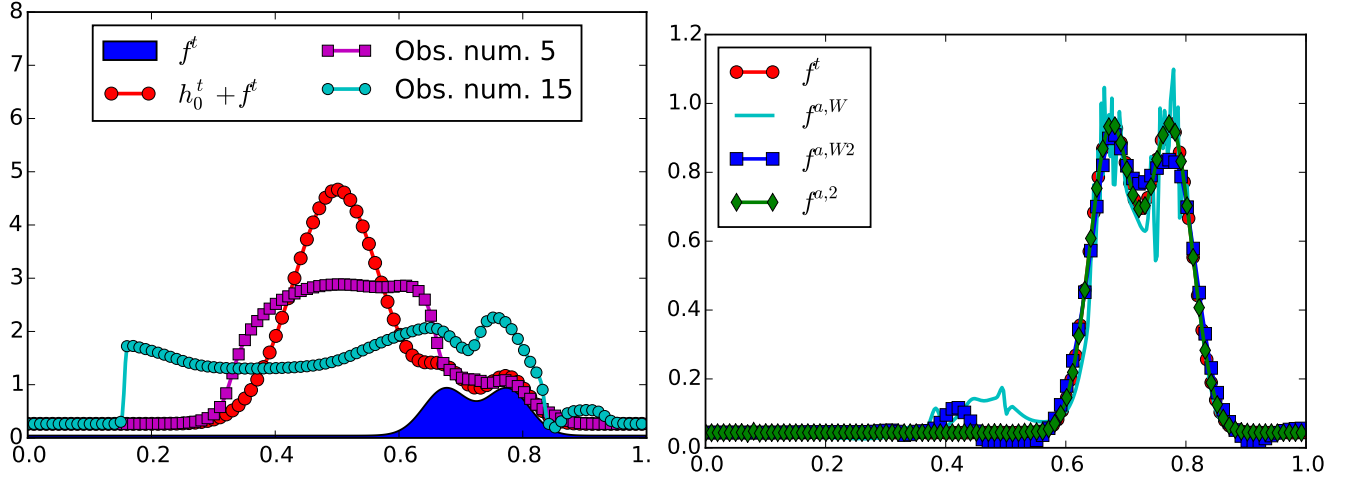 8
7
6
5
4
3
2
1
0
0.0 0.2 0.4 0.6 0.8 1.
f^t
h_0^t + f^t
Obs. num. 5
Obs. num. 15
1.2
1.0
0.8
0.6
0.4
0.2
0.0
0.0 0.2 0.4 0.6 0.8 1.0
f^t
f^{a,W}
f^{a,W2}
f^{a,2}